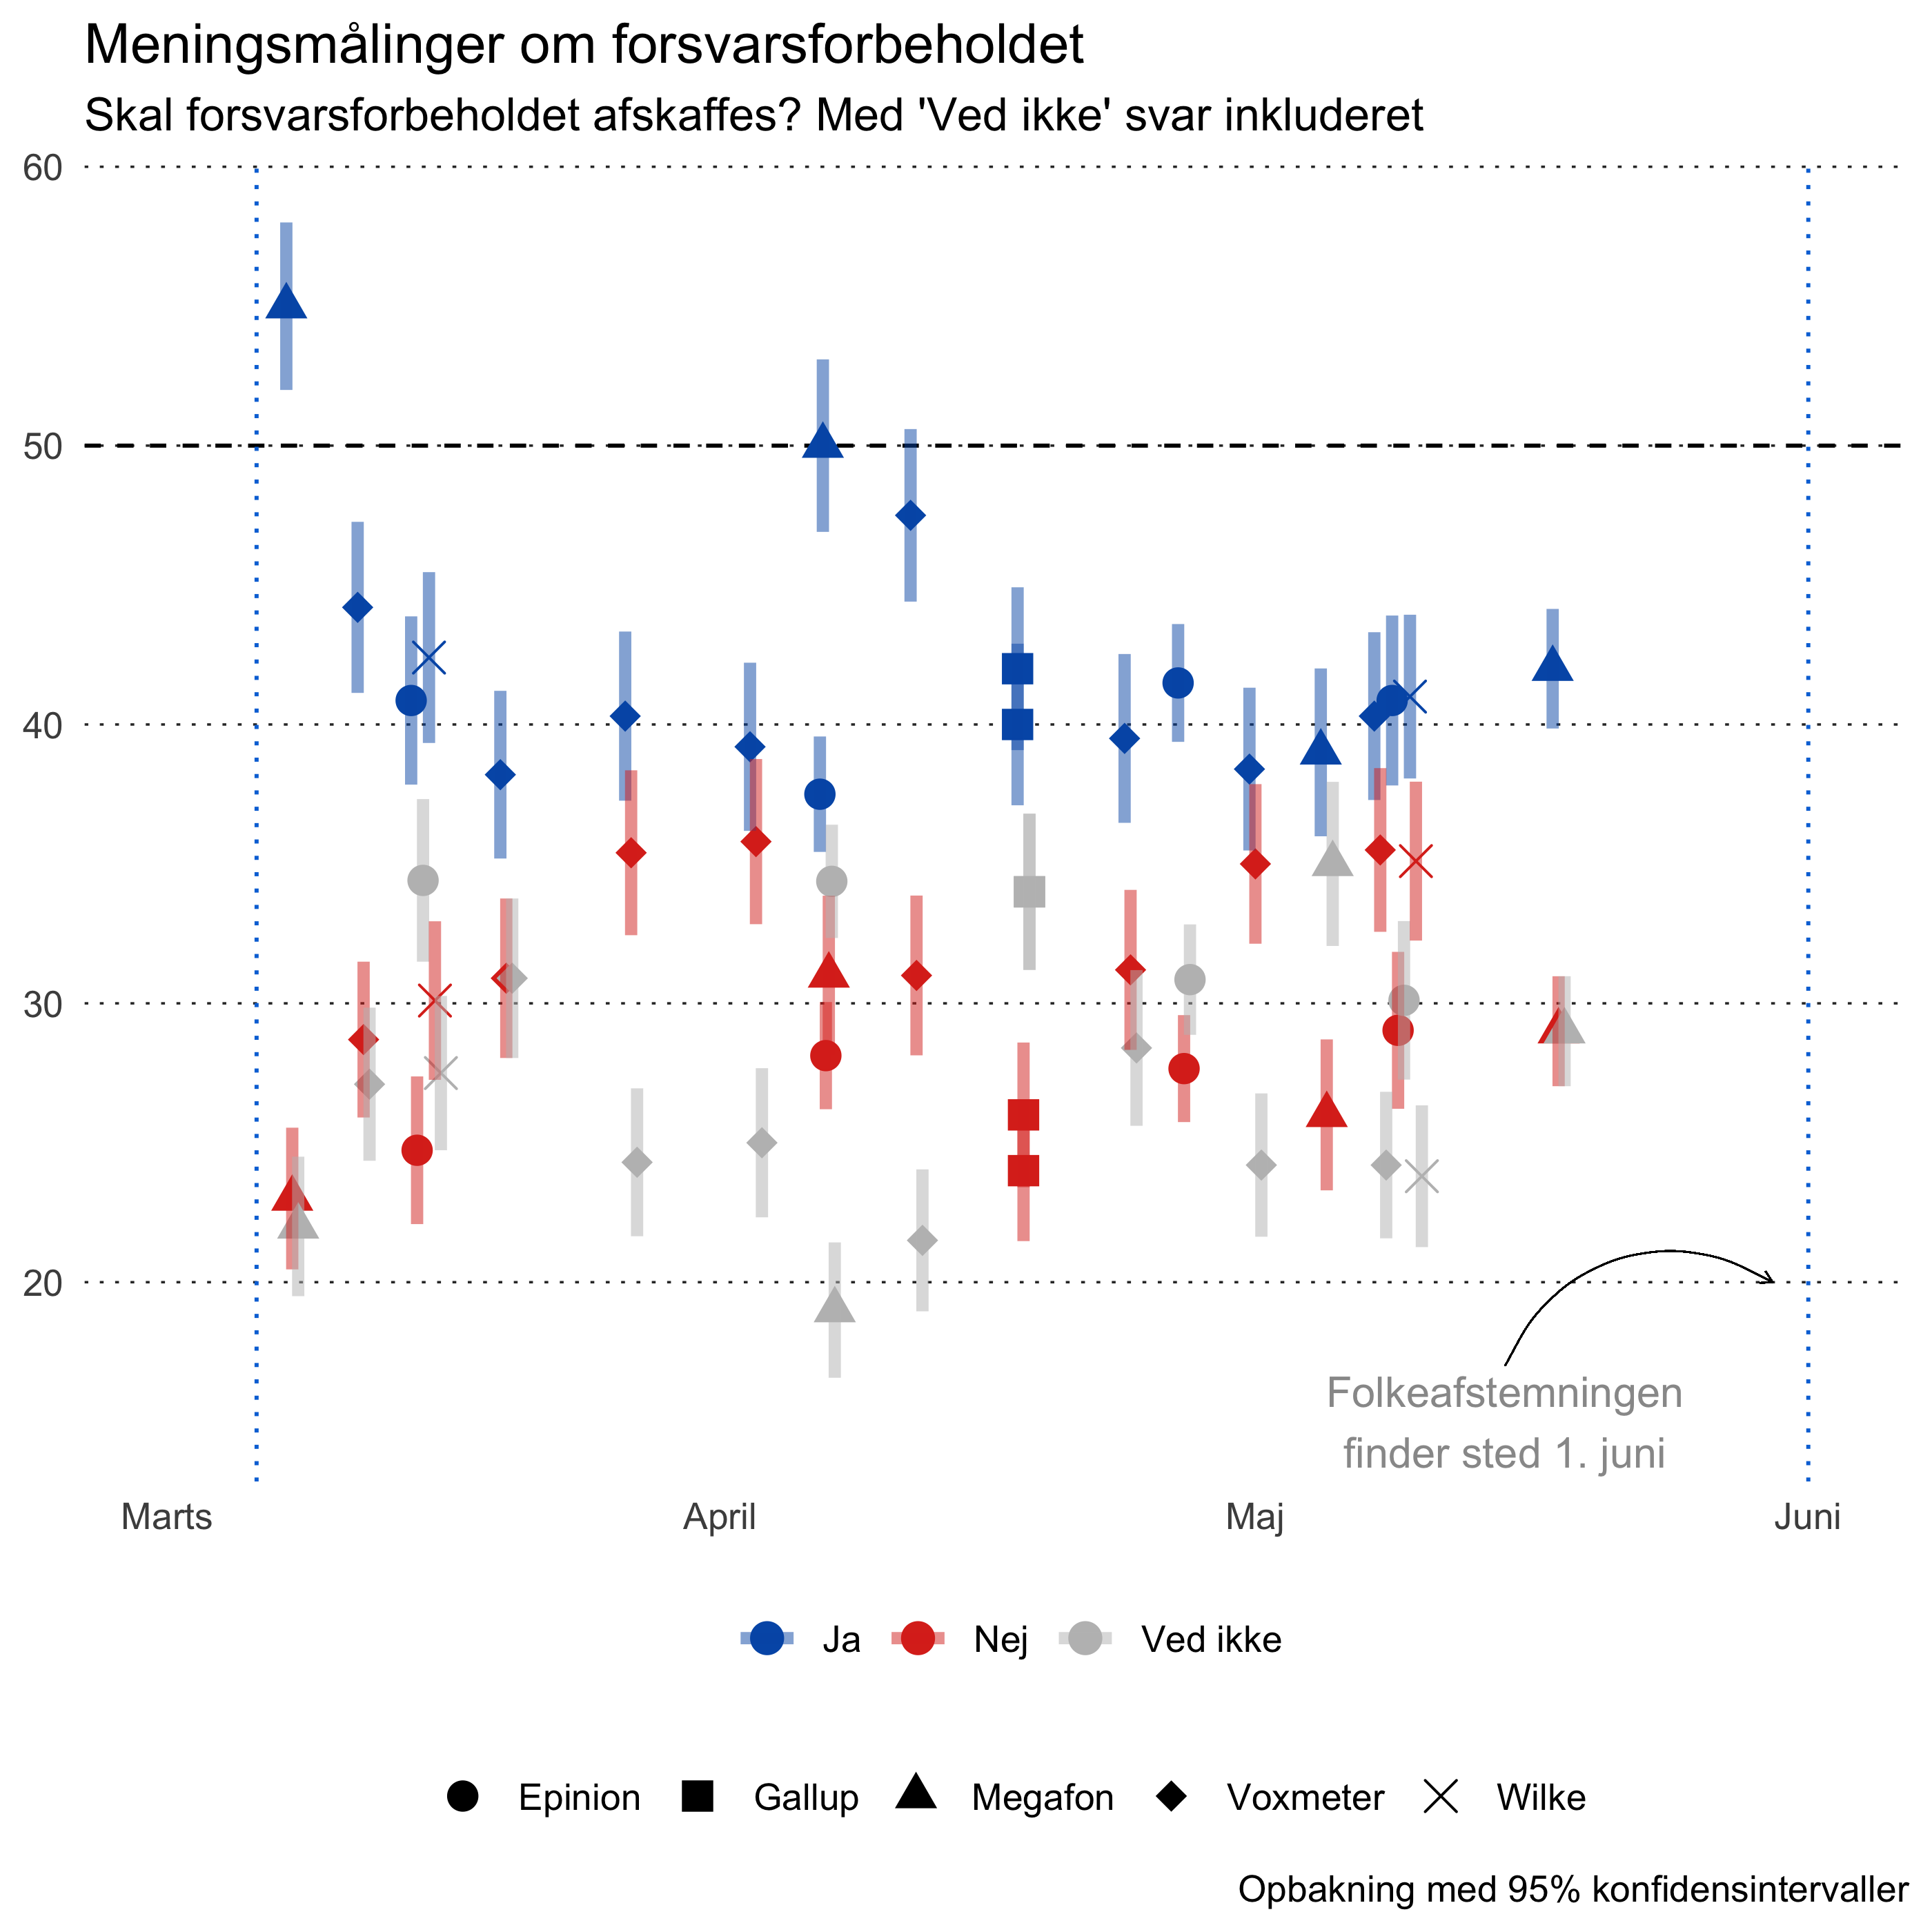 Meningsmålinger om forsvarsforbeholdet
Skal forsvarsforbeholdet afskaffes? Med 'Ved ikke' svar inkluderet
60
50
40
30
20
Folkeafstemningen
finder sted 1. juni
Marts April Maj Juni
Ja Nej Ved ikke
Epinion Gallup Megafon Voxmeter Wilke
Opbakning med 95% konfidensintervaller